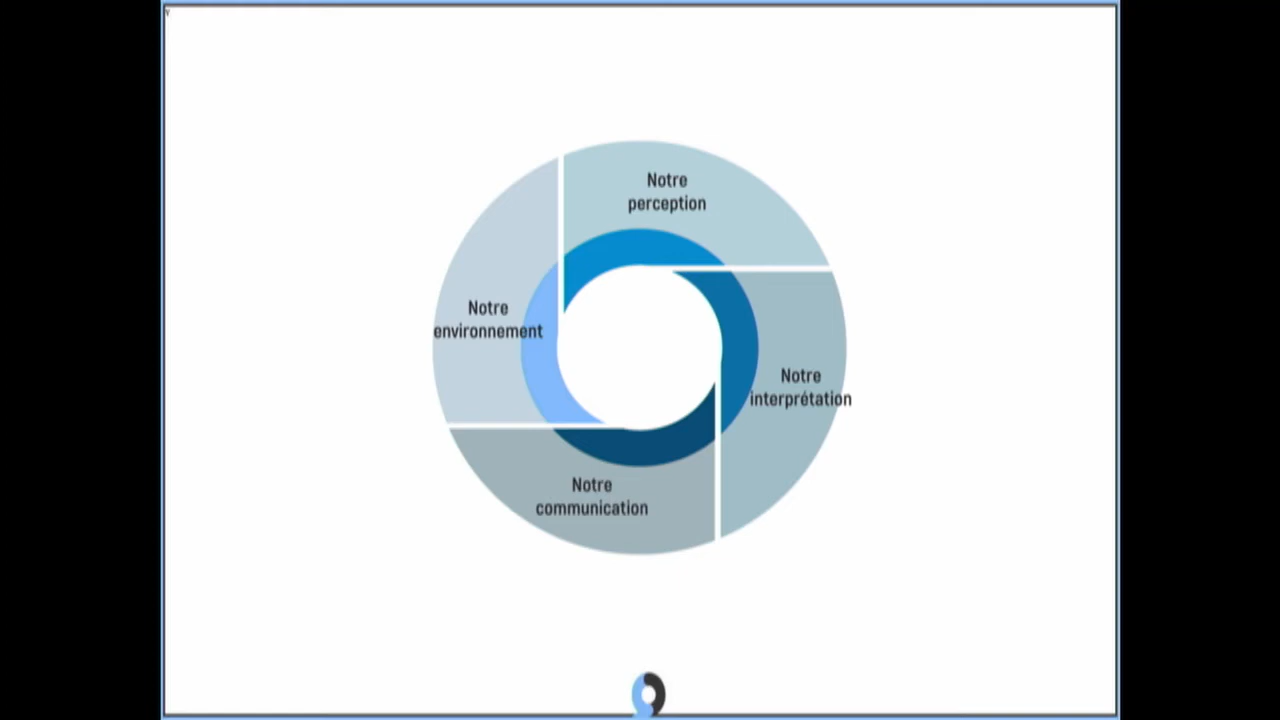 Notre
perception
Notre
environnement
Notre
interprétation
Notre
communication